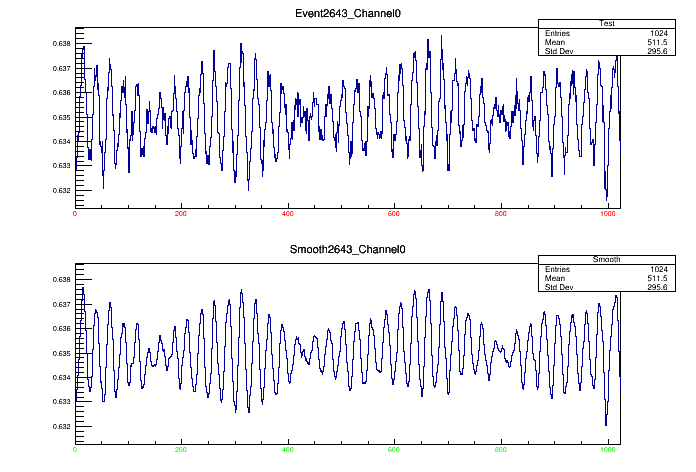 Event2643_Channel0
Test
Entries 1024
Mean 511.5
Std Dev 295.6
0.638
0.637
0.636
0.635
0.634
0.633
0.632
0 200 400 600 800 1000
Smooth2643_Channel0
Smooth
Entries 1024
Mean 511.5
Std Dev 295.6
0.638
0.637
0.636
0.635
0.634
0.633
0.632
0 200 400 600 800 1000